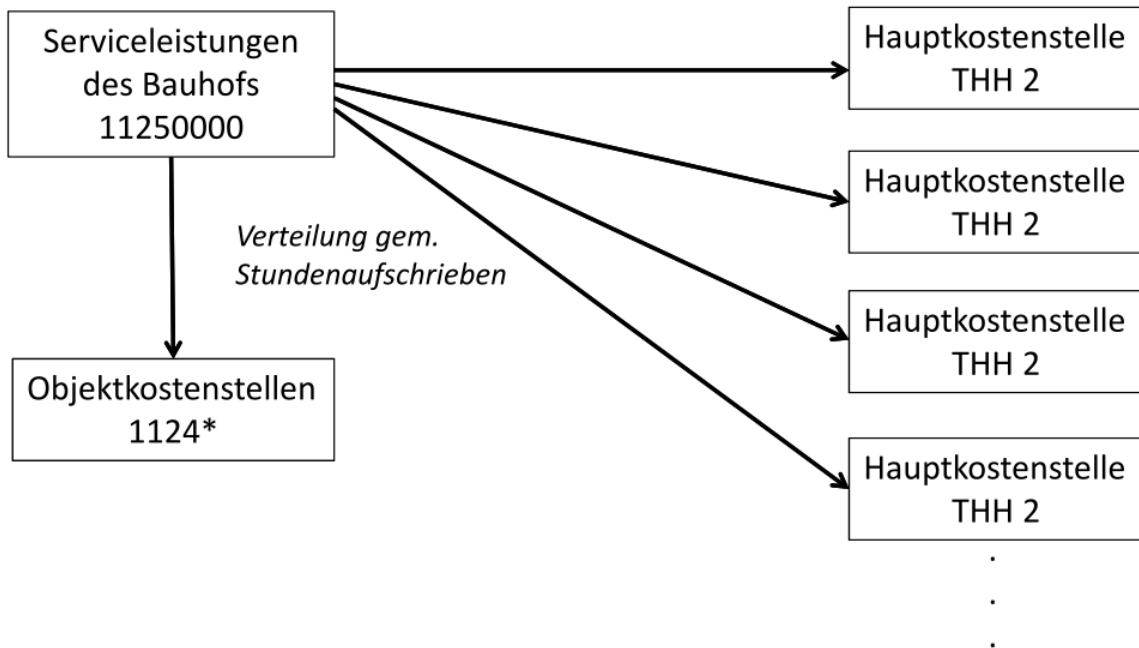 Serviceleistungen
des Bauhofs
11250000
Hauptkostenstelle
THH 2
Hauptkostenstelle
THH 2
Verteilung gem.
Stundenaufschrieben
Hauptkostenstelle
THH 2
Objektkostenstellen
1124*
Hauptkostenstelle
THH 2
.
.
.